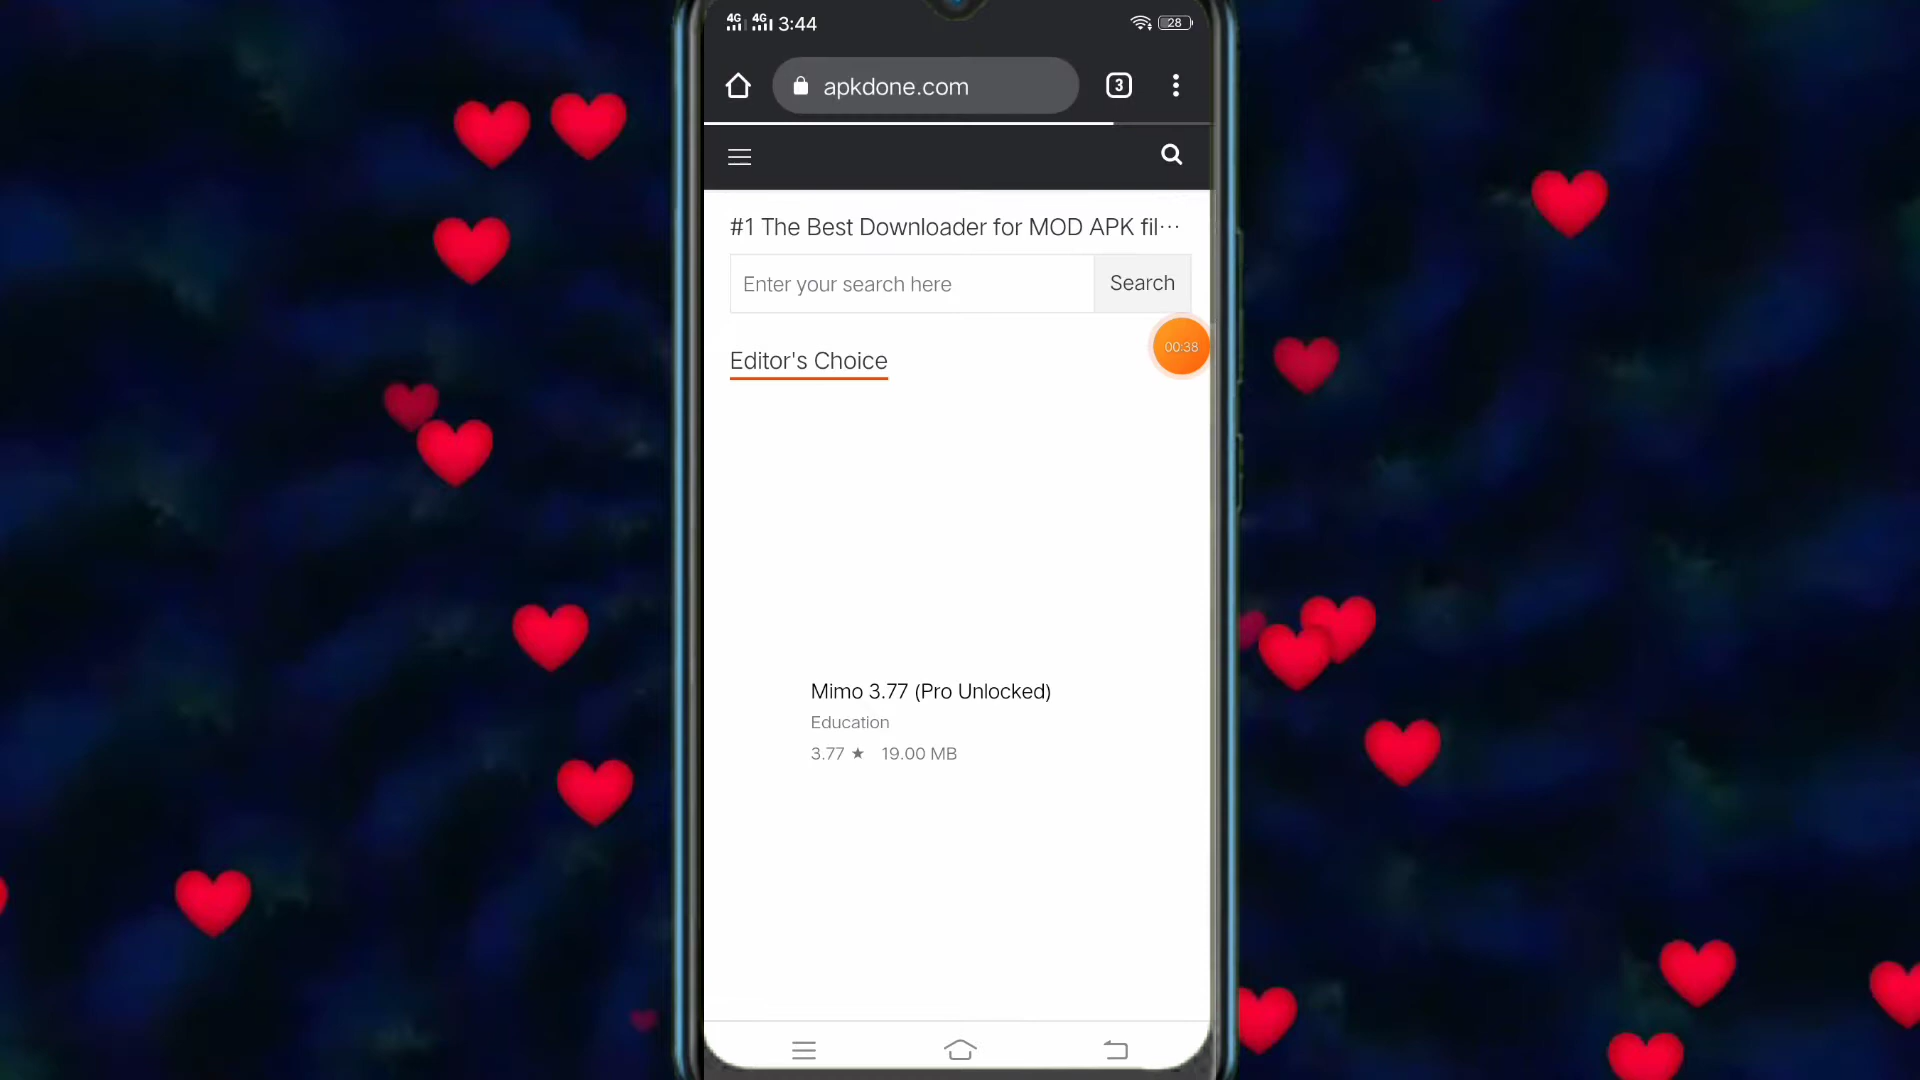 4G 4G 3:44 28
apkdone.com 3
#1 The Best Downloader for MOD APK fil…
Enter your search here Search
00:38
Editor's Choice
Mimo 3.77 (Pro Unlocked)
Education
3.77 ★ 19.00 MB